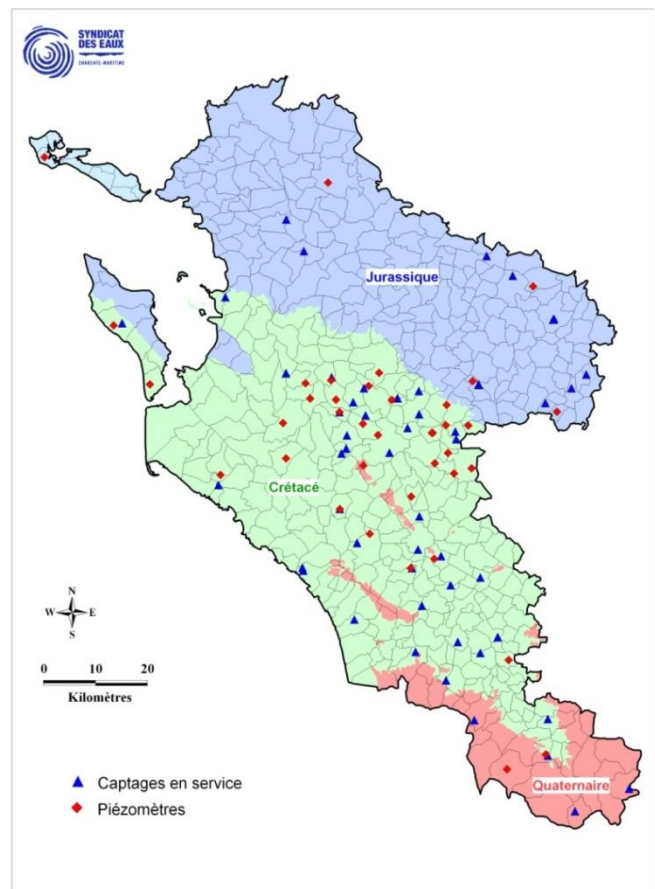 SYNDICAT
DES EAUX
CHARENTE-MARITIME
Jurassique
Crétacé
N
W E
S
0 10 20
Kilomètres
Captages en service
Piézomètres
Quaternaire